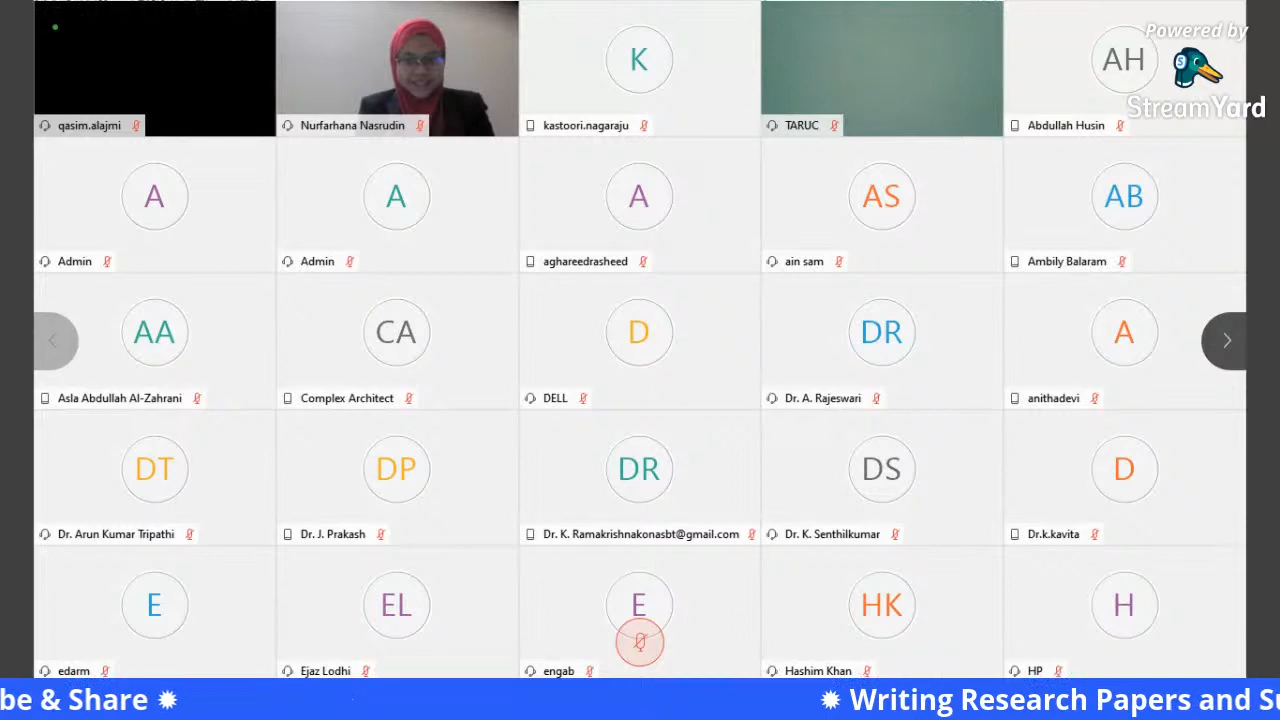 Powered by
StreamYard
K
AH
qasim.alajmi
Nurfarhana Nasrudin
kastoori.nagaraju
TARUC
Abdullah Husin
A
A
A
AS
AB
Admin
Admin
aghareedrasheed
ain sam
Ambily Balaram
AA
CA
D
DR
A
Asla Abdullah Al-Zahrani
Complex Architect
DELL
Dr. A. Rajeswari
anithadevi
DT
DP
DR
DS
D
Dr. Arun Kumar Tripathi
Dr. J. Prakash
Dr. K. Ramakrishnakonasbt@gmail.com
Dr. K. Senthilkumar
Dr.k.kavita
E
EL
E
HK
H
edarm
Ejaz Lodhi
engab
Hashim Khan
HP
be & Share ✹
✹ Writing Research Papers and Su